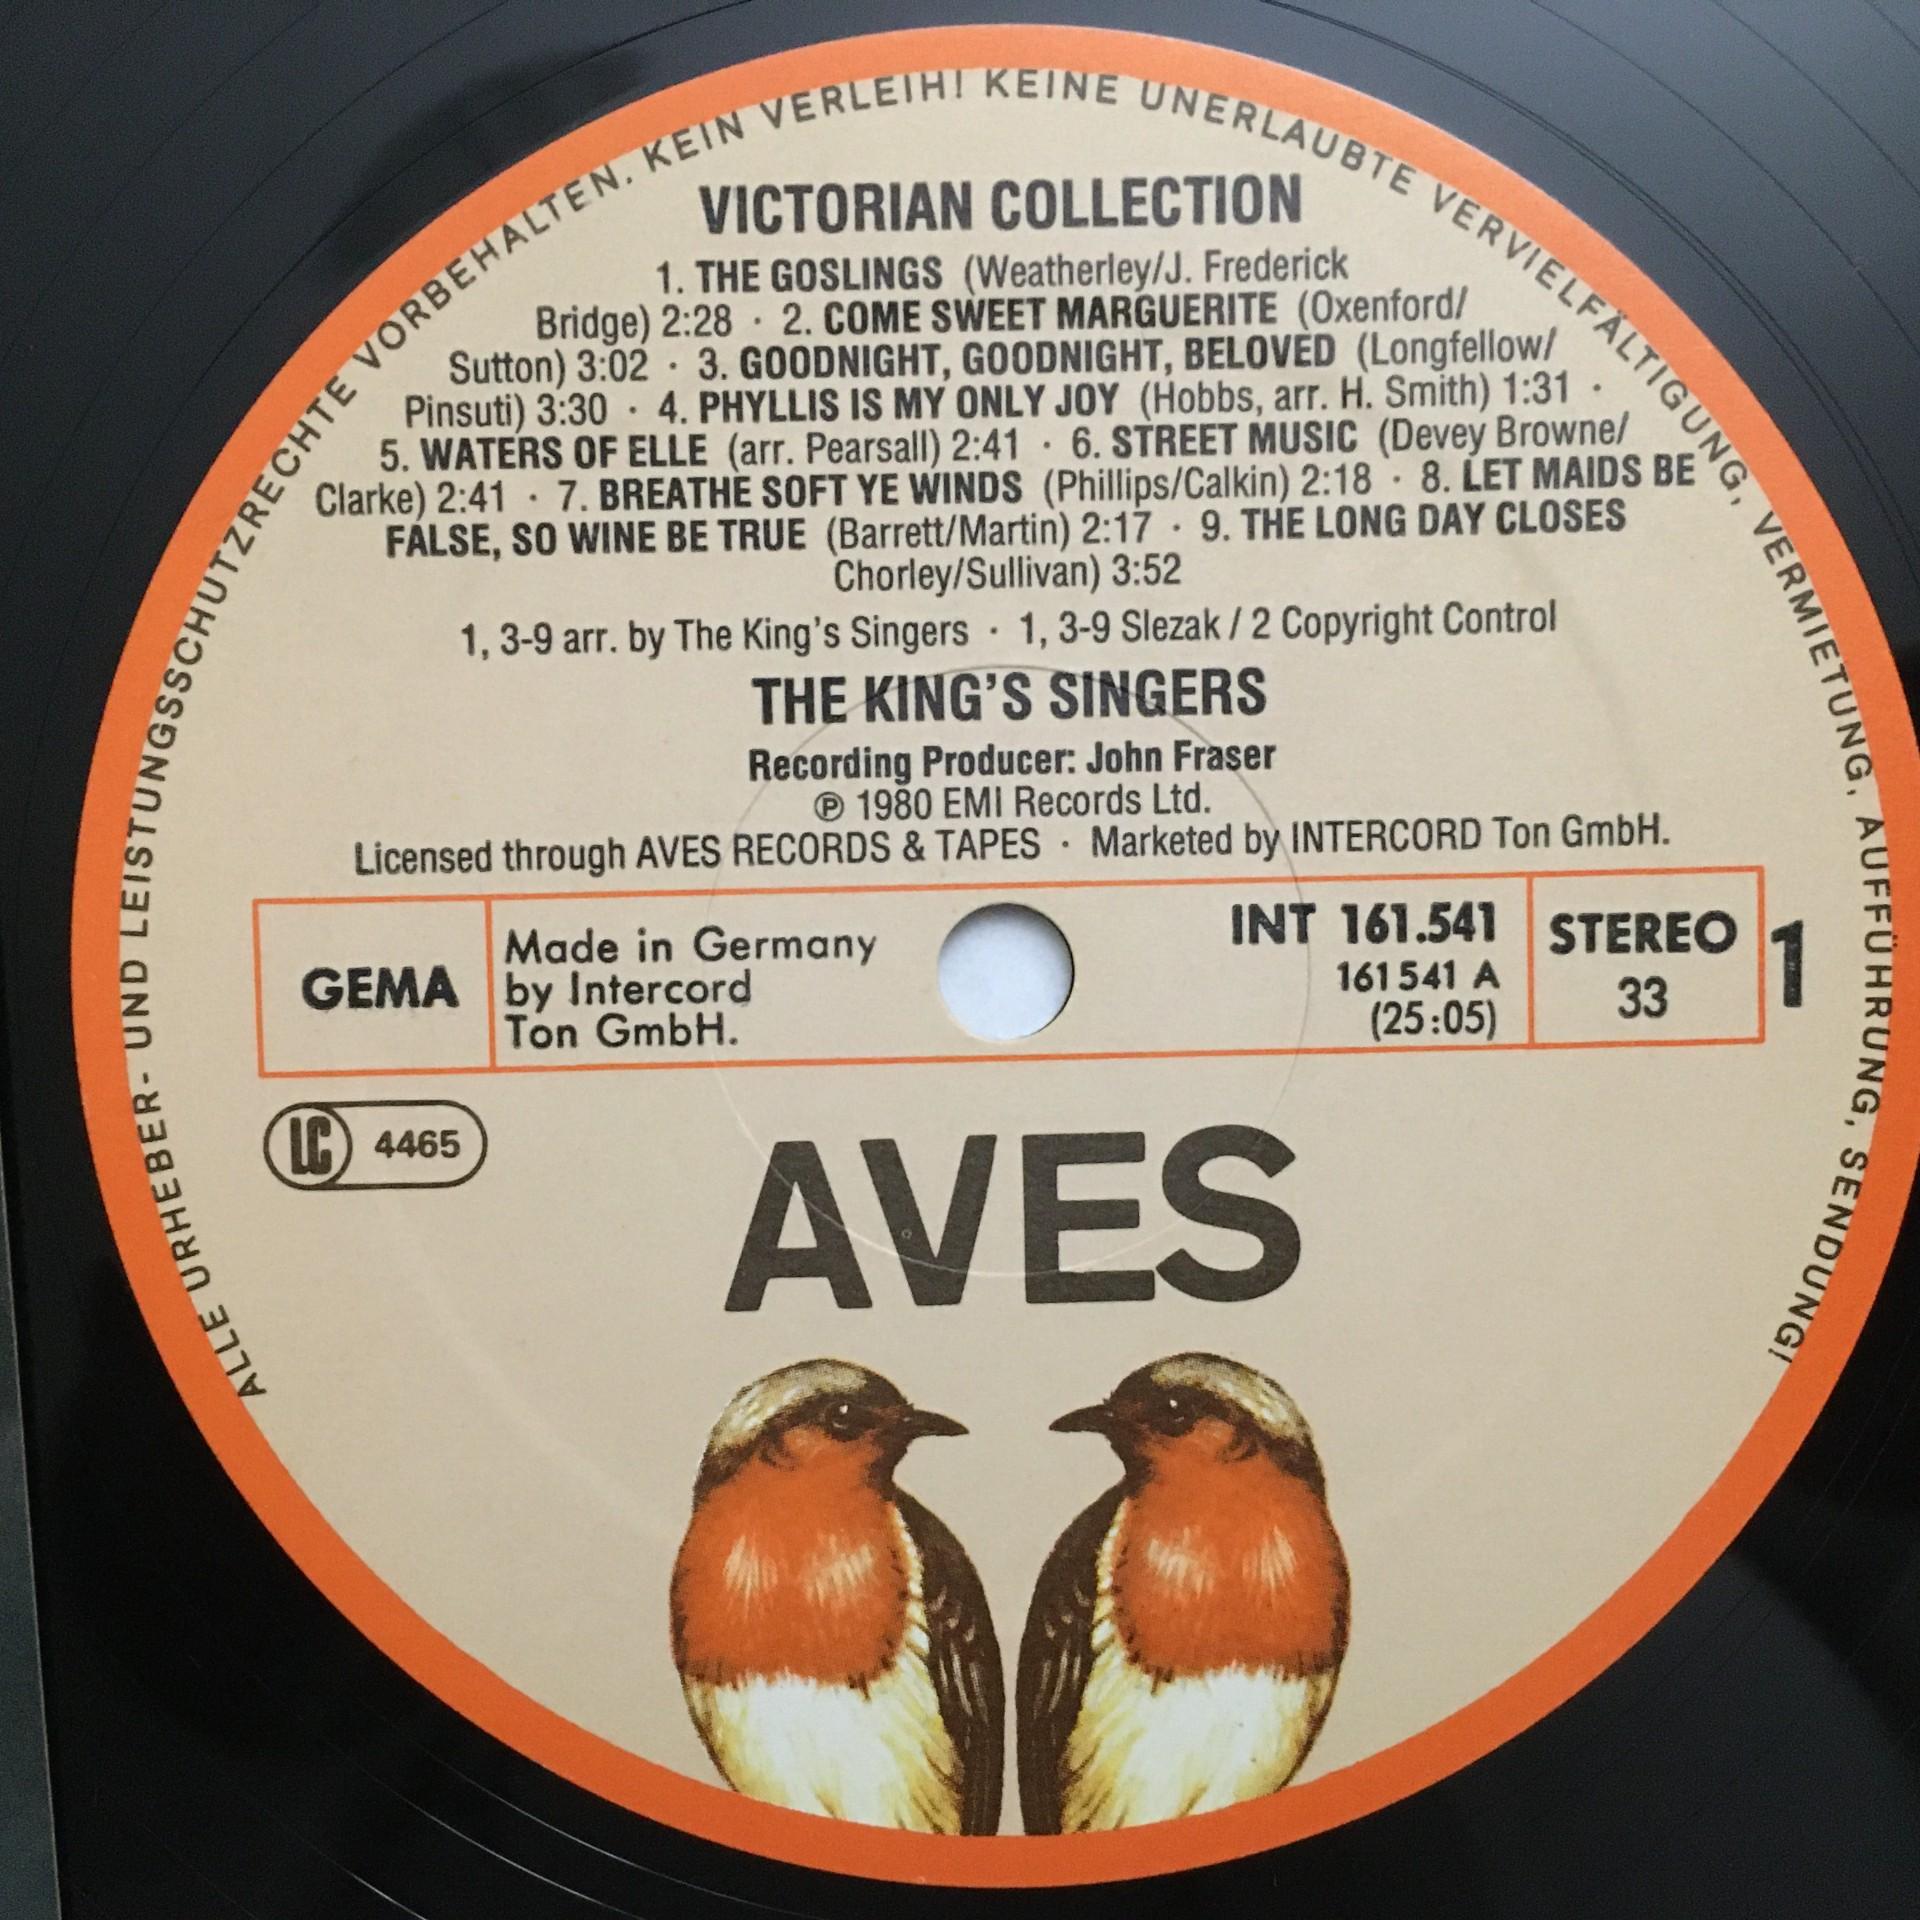 ALLE URHEBER- UND LEISTUNGSSCHUTZRECHTE VORBEHALTEN. KEIN VERLEIH! KEINE UNERLAUBTE VERVIELFÄLTIGUNG, VERMIETUNG, AUFFÜHRUNG, SENDUNG!
VICTORIAN COLLECTION
1. THE GOSLINGS (Weatherley/J. Frederick
Bridge) 2:28 · 2. COME SWEET MARGUERITE (Oxenford/
Sutton) 3:02 · 3. GOODNIGHT, GOODNIGHT, BELOVED (Longfellow/
Pinsuti) 3:30 · 4. PHYLLIS IS MY ONLY JOY (Hobbs, arr. H. Smith) 1:31 ·
5. WATERS OF ELLE (arr. Pearsall) 2:41 · 6. STREET MUSIC (Devey Browne/
Clarke) 2:41 · 7. BREATHE SOFT YE WINDS (Phillips/Calkin) 2:18 · 8. LET MAIDS BE
FALSE, SO WINE BE TRUE (Barrett/Martin) 2:17 · 9. THE LONG DAY CLOSES
Chorley/Sullivan) 3:52
1, 3-9 arr. by The King's Singers · 1, 3-9 Slezak / 2 Copyright Control
THE KING'S SINGERS
Recording Producer: John Fraser
℗ 1980 EMI Records Ltd.
Licensed through AVES RECORDS & TAPES · Marketed by INTERCORD Ton GmbH.
GEMA
Made in Germany
by Intercord
Ton GmbH.
INT 161.541
161 541 A
(25:05)
STEREO
33
1
LC 4465
AVES